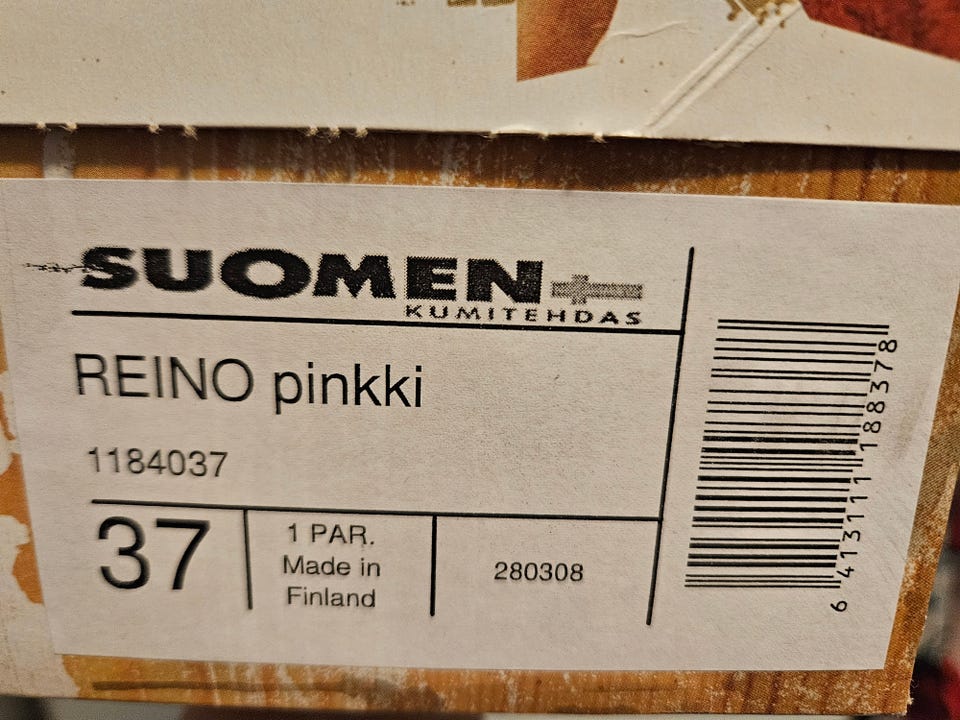 SUOMEN
KUMITEHDAS
REINO pinkki
1184037
37
1 PAR.
Made in
Finland
280308
6 413111 188378